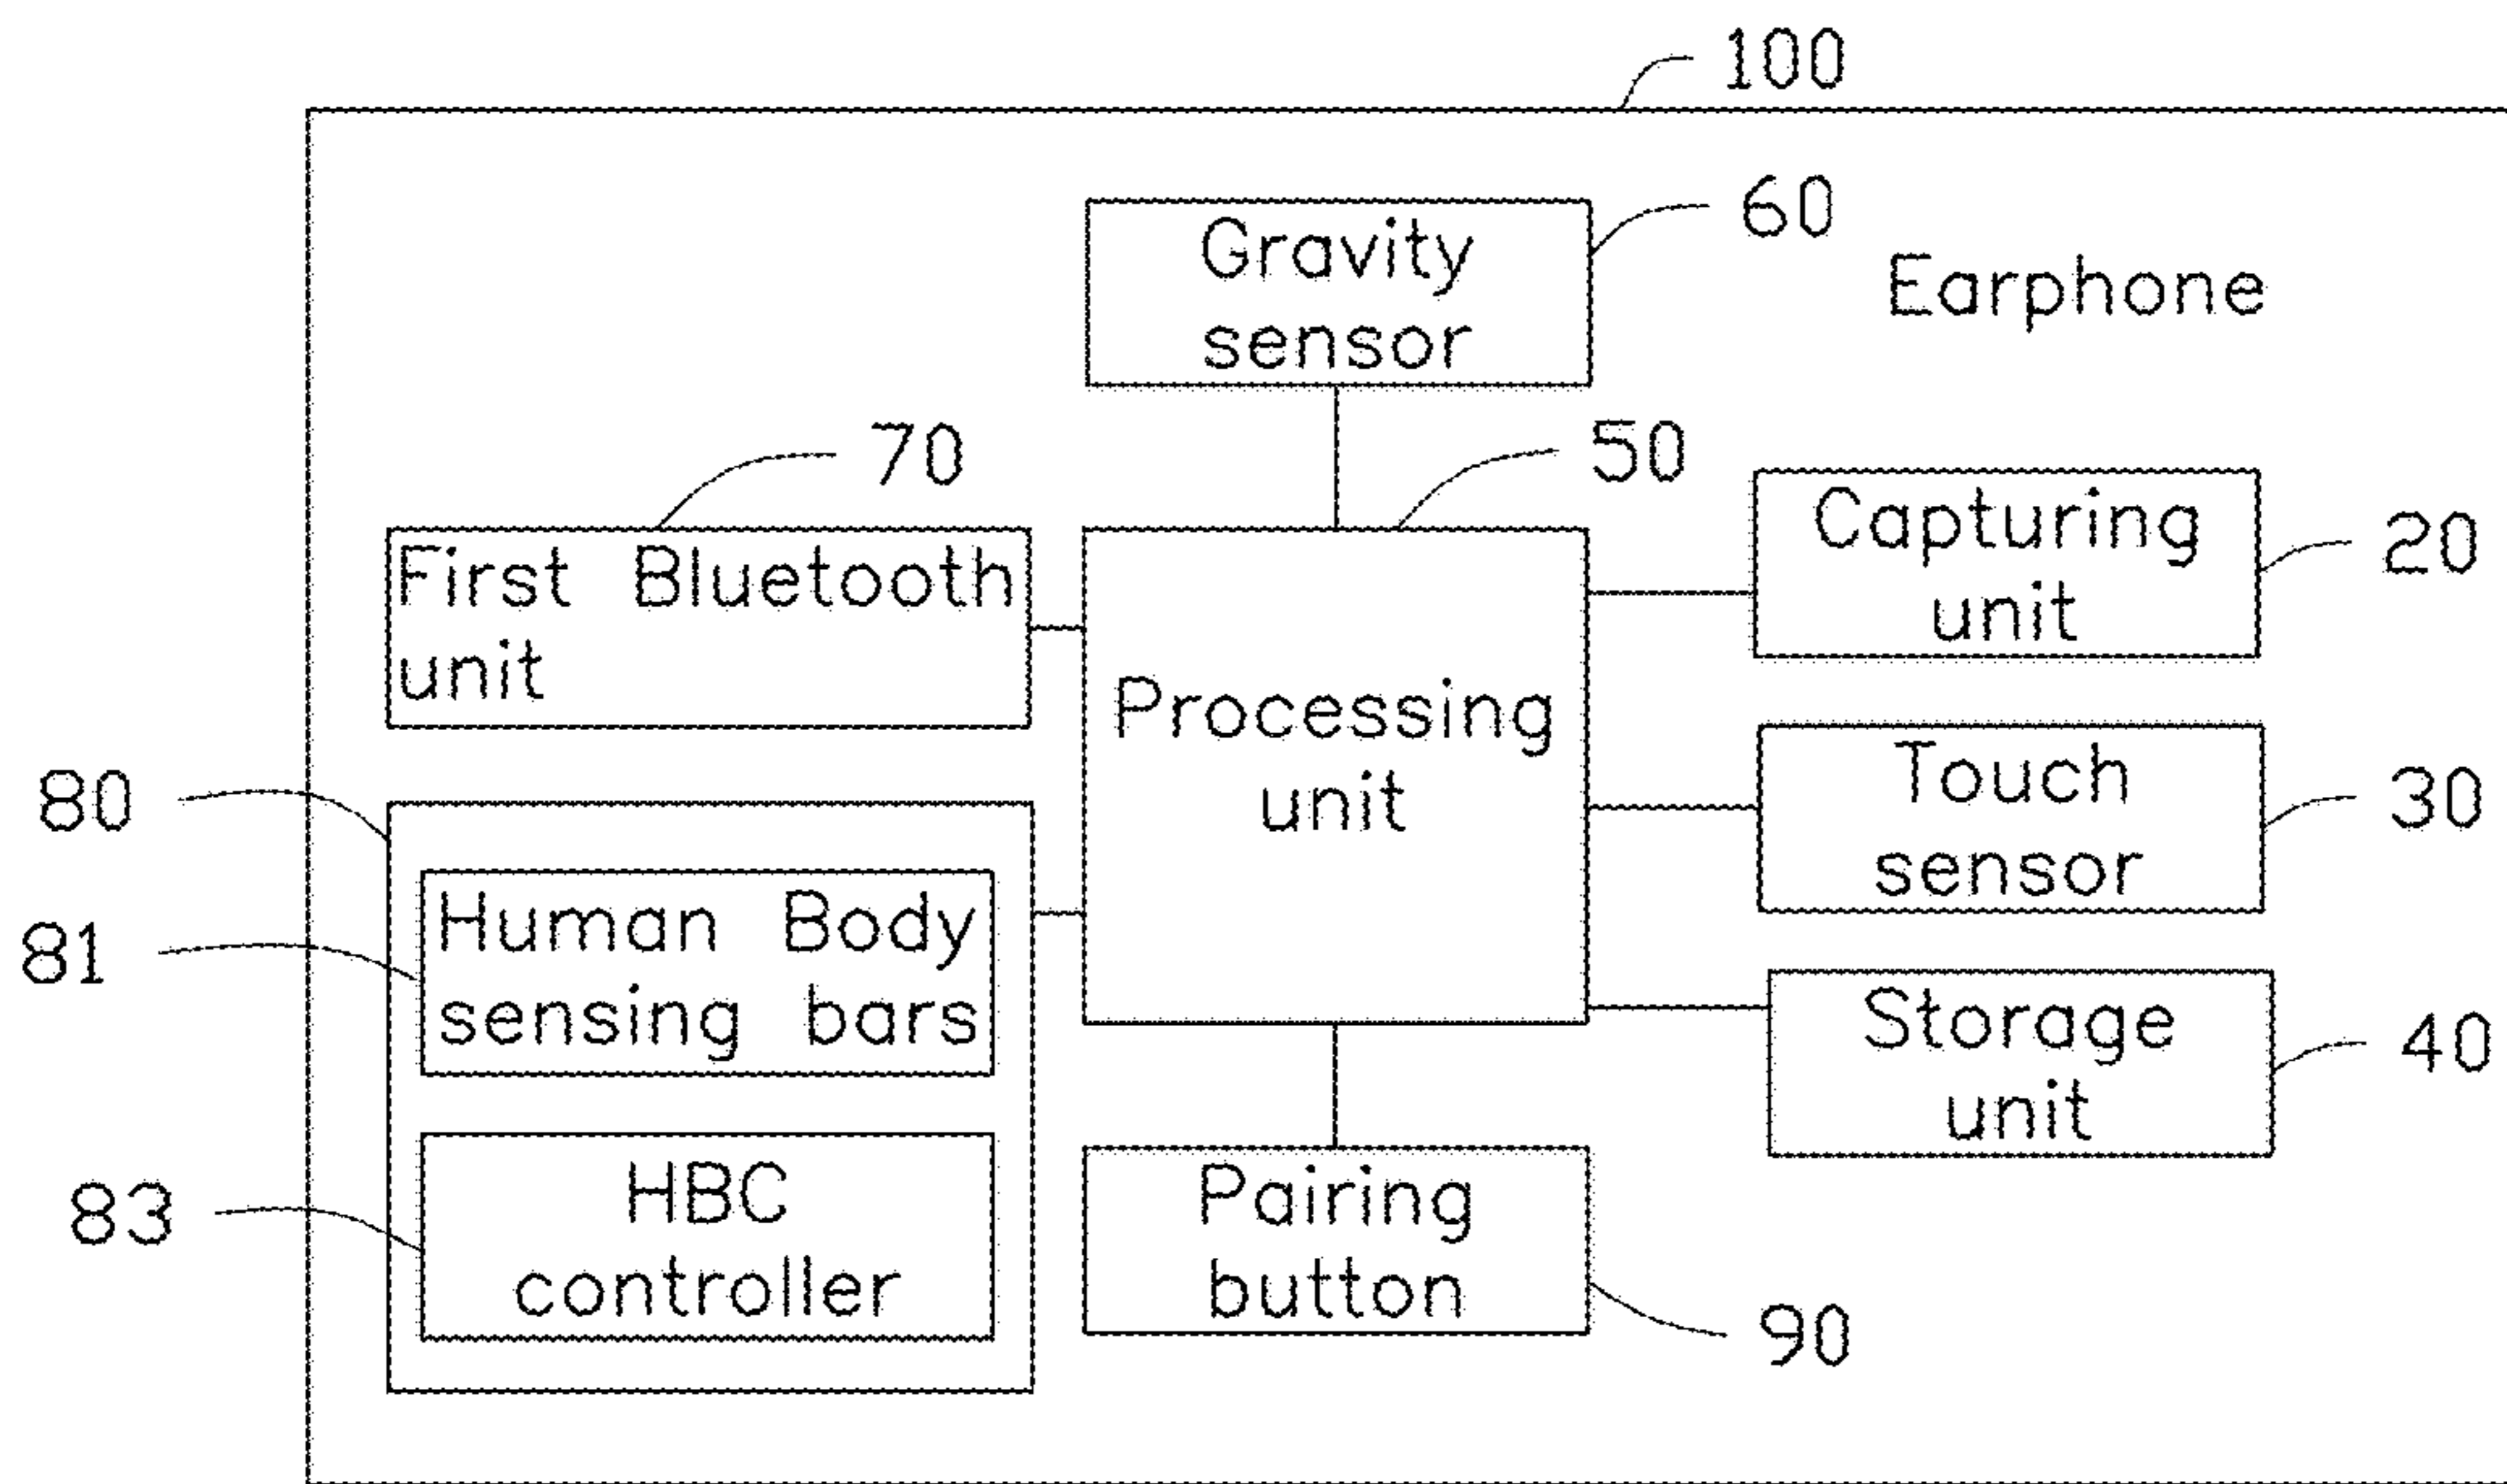 100
Gravity
sensor
60
Earphone
70
50
First Bluetooth
unit
Capturing
unit
20
Processing
unit
80
Touch
sensor
30
Human Body
sensing bars
81
Storage
unit
40
HBC
controller
83
Pairing
button
90